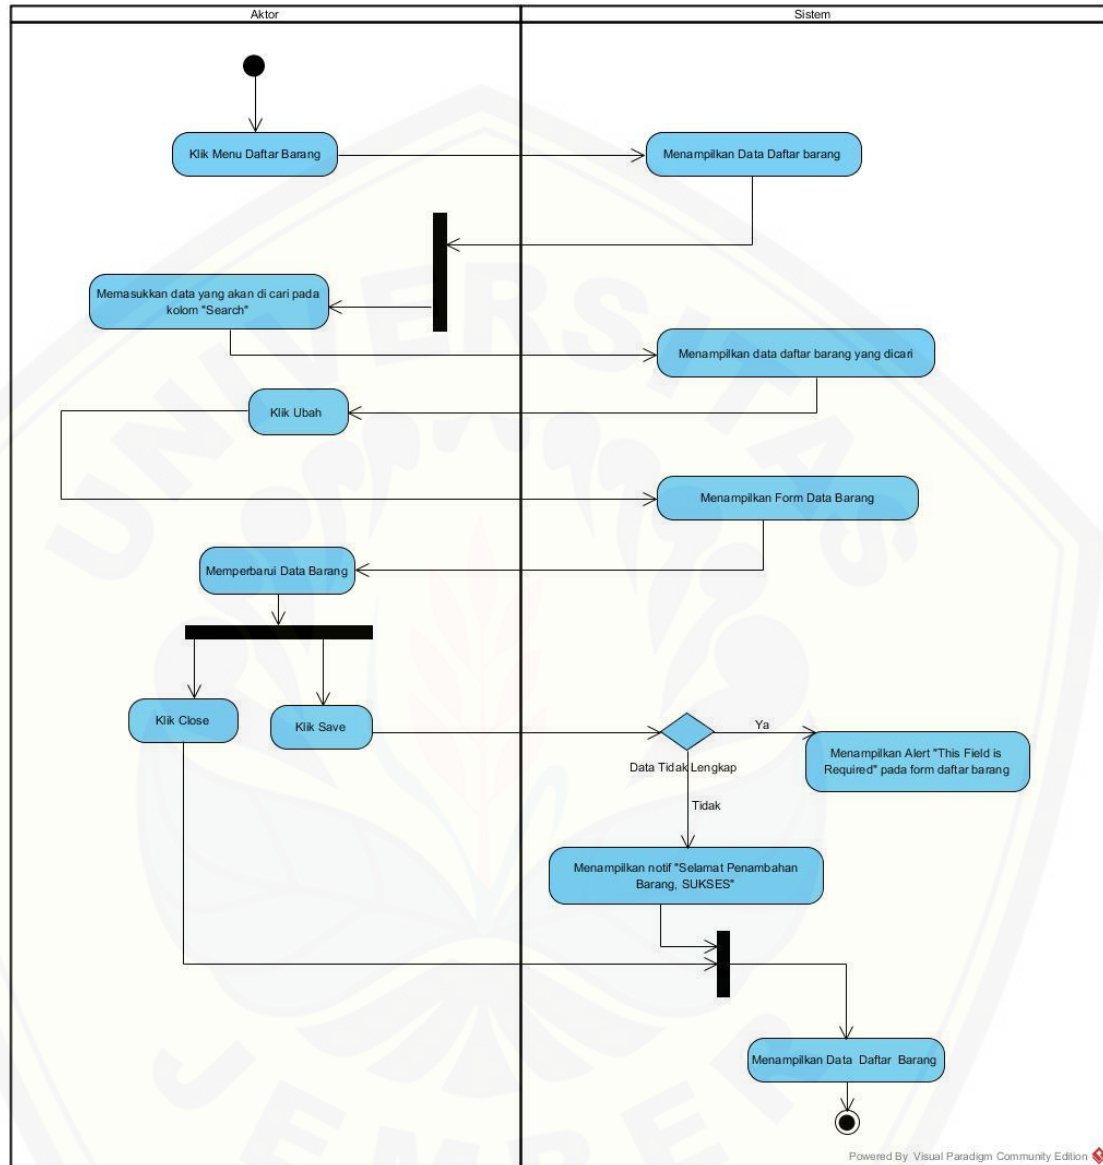 Aktor
Sistem
Klik Menu Daftar Barang
Menampilkan Data Daftar barang
Memasukkan data yang akan di cari pada
kolom "Search"
Menampilkan data daftar barang yang dicari
Klik Ubah
Menampilkan Form Data Barang
Memperbarui Data Barang
Klik Close
Klik Save
Ya
Data Tidak Lengkap
Menampilkan Alert "This Field is
Required" pada form daftar barang
Tidak
Menampilkan notif "Selamat Penambahan
Barang, SUKSES"
Menampilkan Data Daftar Barang
Powered By Visual Paradigm Community Edition
UNIVERSITAS
JEMBER